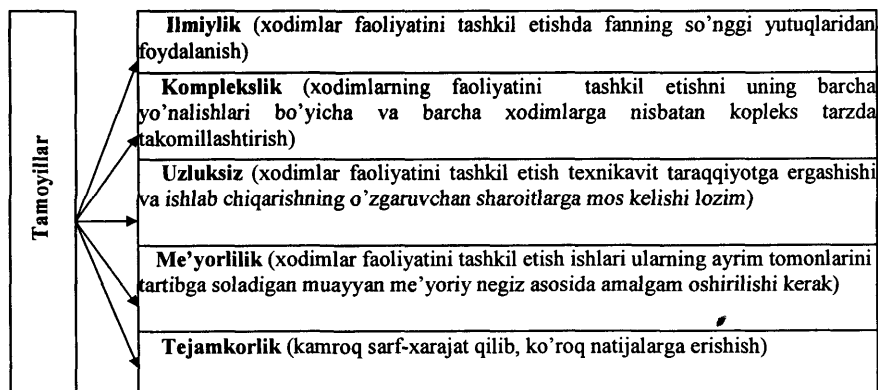 Tamoyillar
Ilmiylik (xodimlar faoliyatini tashkil etishda fanning so’nggi yutuqlaridan
foydalanish)
Komplekslik (xodimlarning faoliyatini tashkil etishni uning barcha
yo’nalishlari bo’yicha va barcha xodimlarga nisbatan kopleks tarzda
takomillashtirish)
Uzluksiz (xodimlar faoliyatini tashkil etish texnikavit taraqqiyotga ergashishi
va ishlab chiqarishning o’zgaruvchan sharoitlarga mos kelishi lozim)
Me’yorlilik (xodimlar faoliyatini tashkil etish ishlari ularning ayrim tomonlarini
tartibga soladigan muayyan me’yoriy negiz asosida amalgam oshirilishi kerak)
Tejamkorlik (kamroq sarf-xarajat qilib, ko’roq natijalarga erishish)